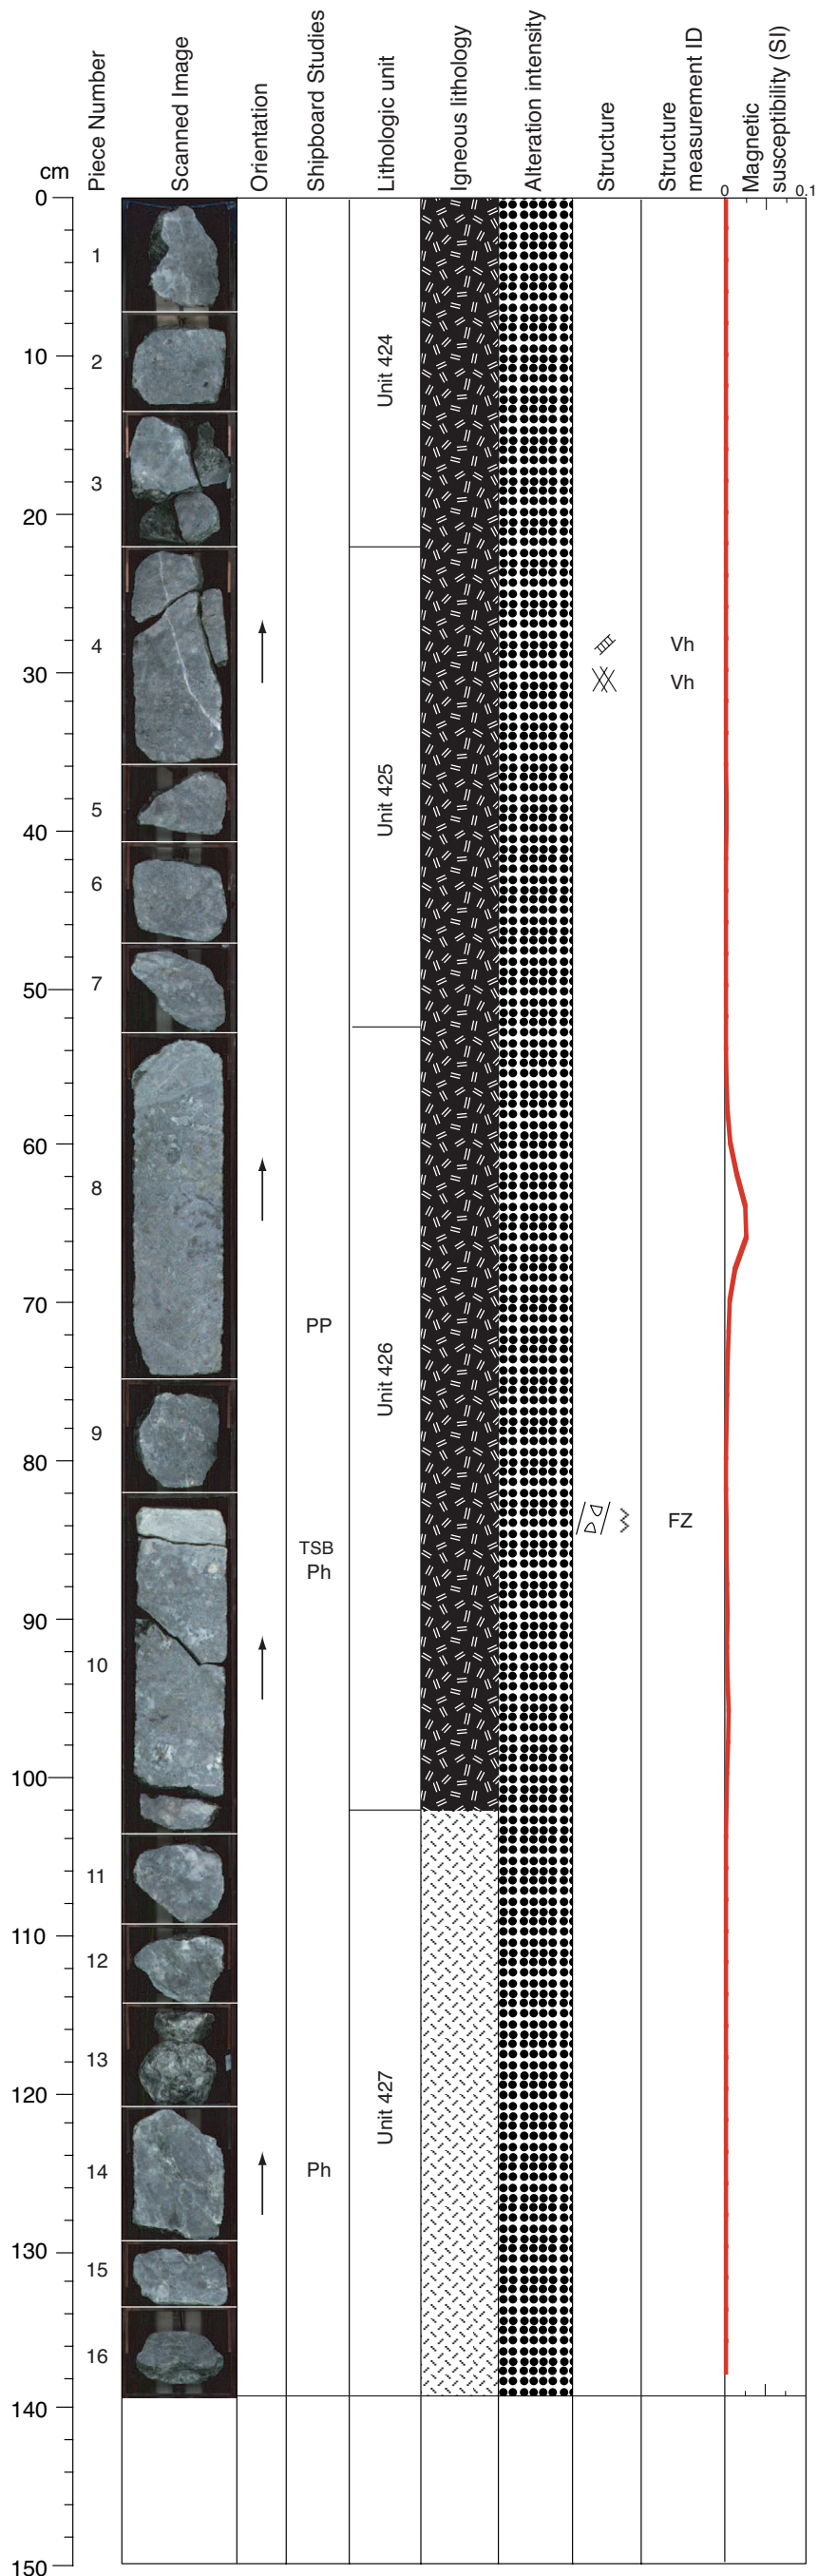 cm
Piece Number
Scanned Image
Orientation
Shipboard Studies
Lithologic unit
Igneous lithology
Alteration intensity
Structure
Structure
measurement ID
Magnetic
susceptibility (SI)
0 0.1
0
1
Unit 424
10
2
3
20
4
Vh
30
Vh
Unit 425
5
40
6
7
50
60
8
70
PP
Unit 426
9
80
FZ
TSB
Ph
90
10
100
11
110
12
13
120
Unit 427
14
Ph
130
15
16
140
150